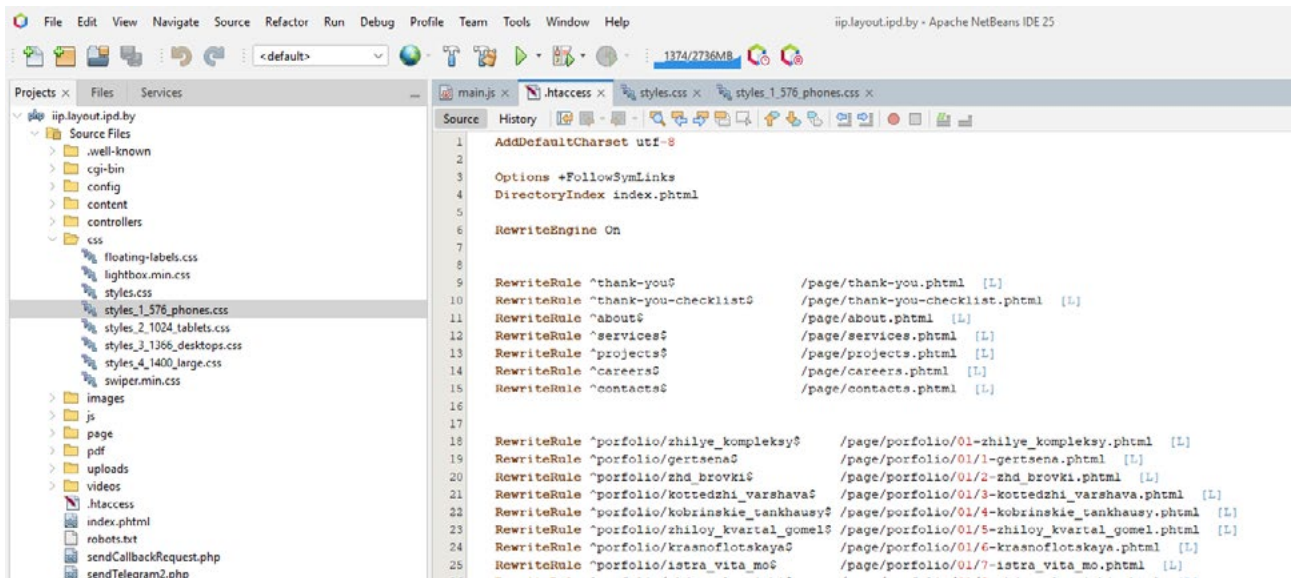 File Edit View Navigate Source Refactor Run Debug Profile Team Tools Window Help iip.layout.ipd.by - Apache NetBeans IDE 25
<default> 1374/2736MB
Projects Files Services
main.js .htaccess styles.css styles_1_576_phones.css
Source History
iip.layout.ipd.by
Source Files
.well-known
cgi-bin
config
content
controllers
css
floating-labels.css
lightbox.min.css
styles.css
styles_1_576_phones.css
styles_2_1024_tablets.css
styles_3_1366_desktops.css
styles_4_1400_large.css
swiper.min.css
images
js
page
pdf
uploads
videos
.htaccess
index.phtml
robots.txt
sendCallbackRequest.php
sendTelegram2.php
1 AddDefaultCharset utf-8
2
3 Options +FollowSymLinks
4 DirectoryIndex index.phtml
5
6 RewriteEngine On
7
8
9 RewriteRule ^thank-you$ /page/thank-you.phtml [L]
10 RewriteRule ^thank-you-checklist$ /page/thank-you-checklist.phtml [L]
11 RewriteRule ^about$ /page/about.phtml [L]
12 RewriteRule ^services$ /page/services.phtml [L]
13 RewriteRule ^projects$ /page/projects.phtml [L]
14 RewriteRule ^careers$ /page/careers.phtml [L]
15 RewriteRule ^contacts$ /page/contacts.phtml [L]
16
17
18 RewriteRule ^porfolio/zhilye_kompleksy$ /page/porfolio/01-zhilye_kompleksy.phtml [L]
19 RewriteRule ^porfolio/gertsena$ /page/porfolio/01/1-gertsena.phtml [L]
20 RewriteRule ^porfolio/zhd_brovki$ /page/porfolio/01/2-zhd_brovki.phtml [L]
21 RewriteRule ^porfolio/kottedzhi_varshava$ /page/porfolio/01/3-kottedzhi_varshava.phtml [L]
22 RewriteRule ^porfolio/kobrinskie_tankhausy$ /page/porfolio/01/4-kobrinskie_tankhausy.phtml [L]
23 RewriteRule ^porfolio/zhiloy_kvartal_gomel$ /page/porfolio/01/5-zhiloy_kvartal_gomel.phtml [L]
24 RewriteRule ^porfolio/krasnoflotskaya$ /page/porfolio/01/6-krasnoflotskaya.phtml [L]
25 RewriteRule ^porfolio/istra_vita_mo$ /page/porfolio/01/7-istra_vita_mo.phtml [L]